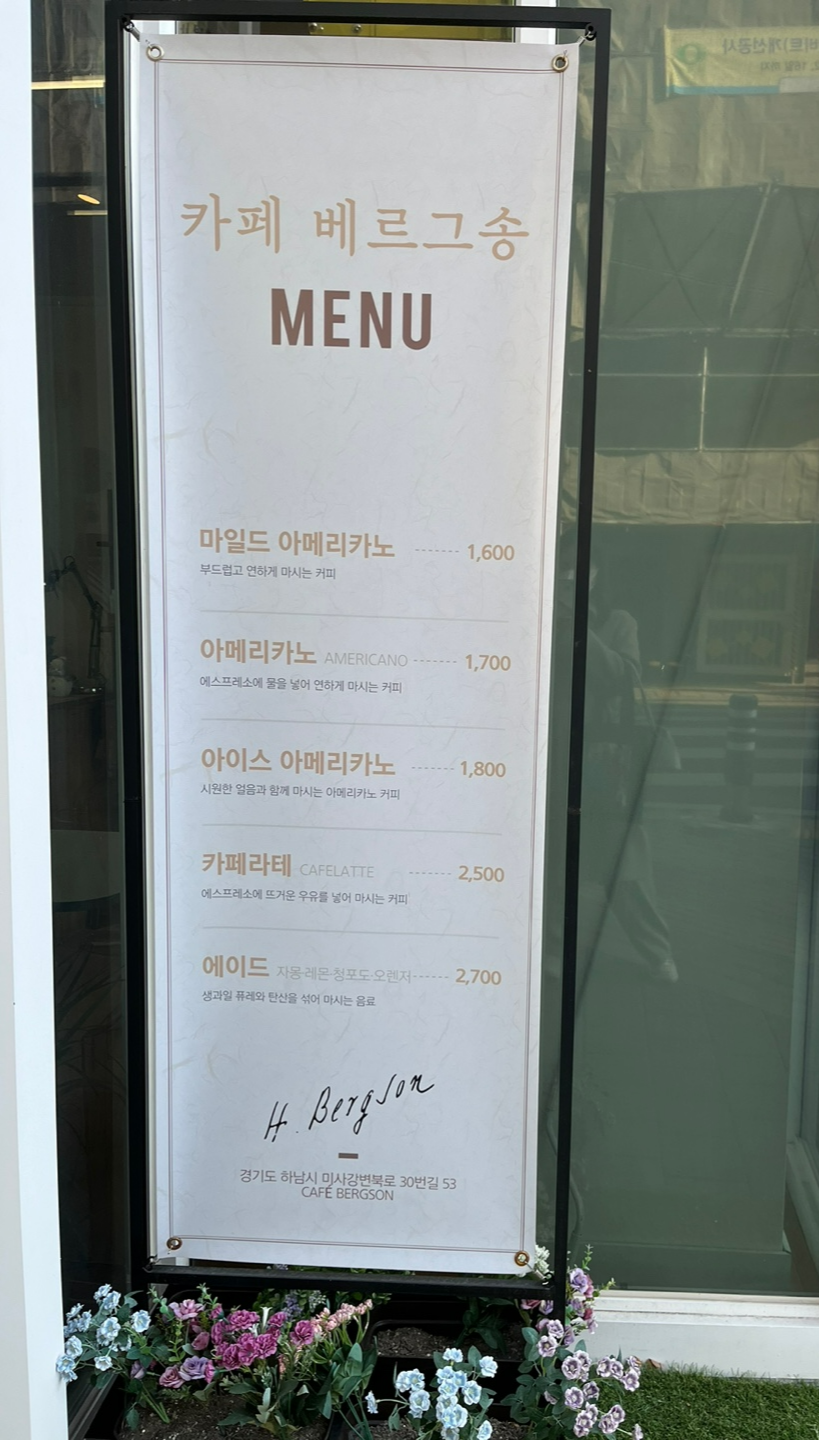 카페 베르그송
MENU
마일드 아메리카노 ------- 1,600
부드럽고 연하게 마시는 커피
아메리카노 AMERICANO ------- 1,700
에스프레소에 물을 넣어 연하게 마시는 커피
아이스 아메리카노 ------- 1,800
시원한 얼음과 함께 마시는 아메리카노 커피
카페라테 CAFELATTE ------- 2,500
에스프레소에 뜨거운 우유를 넣어 마시는 커피
에이드 자몽·레몬·청포도·오렌저 ------ 2,700
생과일 퓨레와 탄산을 섞어 마시는 음료
H. Bergson
경기도 하남시 미사강변북로 30번길 53
CAFÉ BERGSON